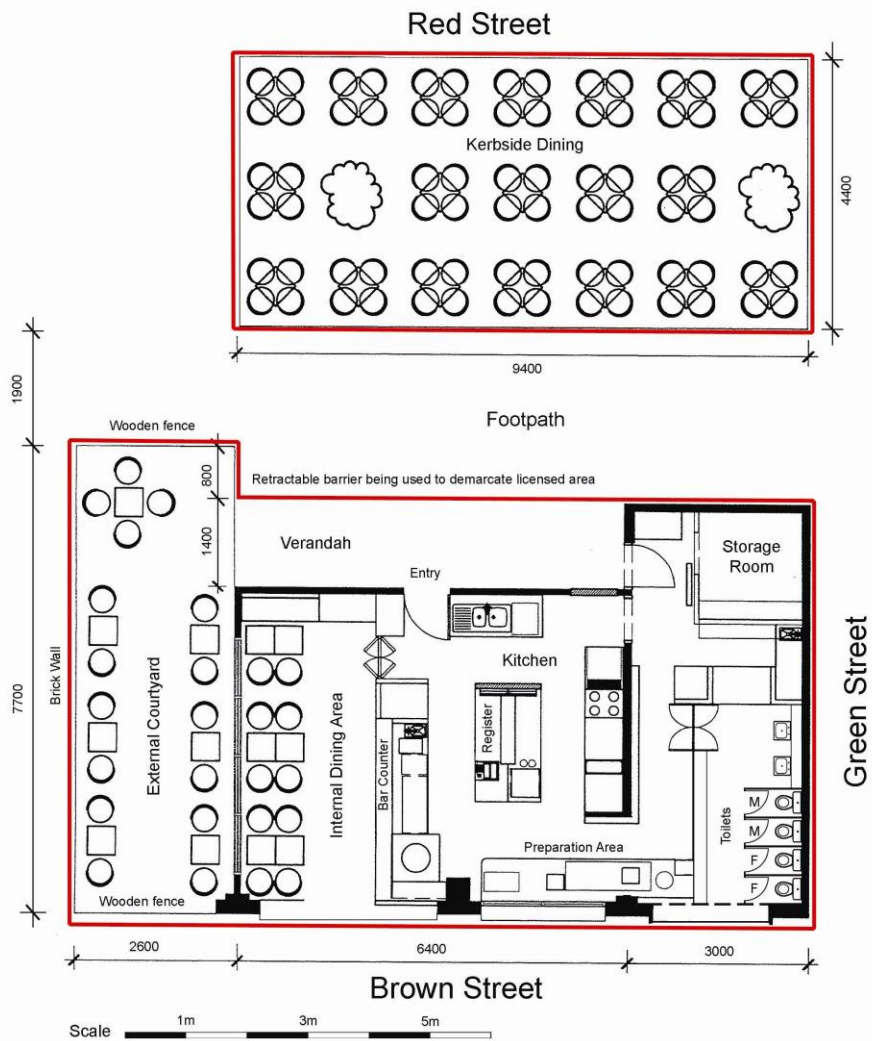 Red Street
Kerbside Dining
4400
9400
1900
Footpath
Wooden fence
800
Retractable barrier being used to demarcate licensed area
1400
Verandah
Entry
Storage
Room
Kitchen
Brick Wall
7700
External Courtyard
Internal Dining Area
Bar Counter
Register
Green Street
Toilets
M
M
F
F
Preparation Area
Wooden fence
2600
6400
3000
Brown Street
Scale
1m
3m
5m